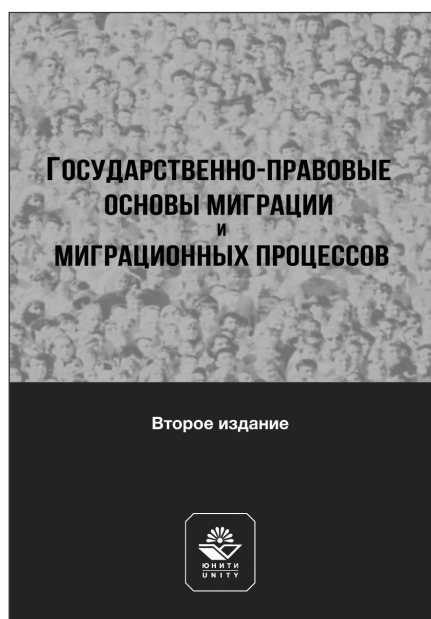 Государственно-правовые
основы миграции
и
миграционных процессов
Второе издание
ЮНИТИ
UNITY